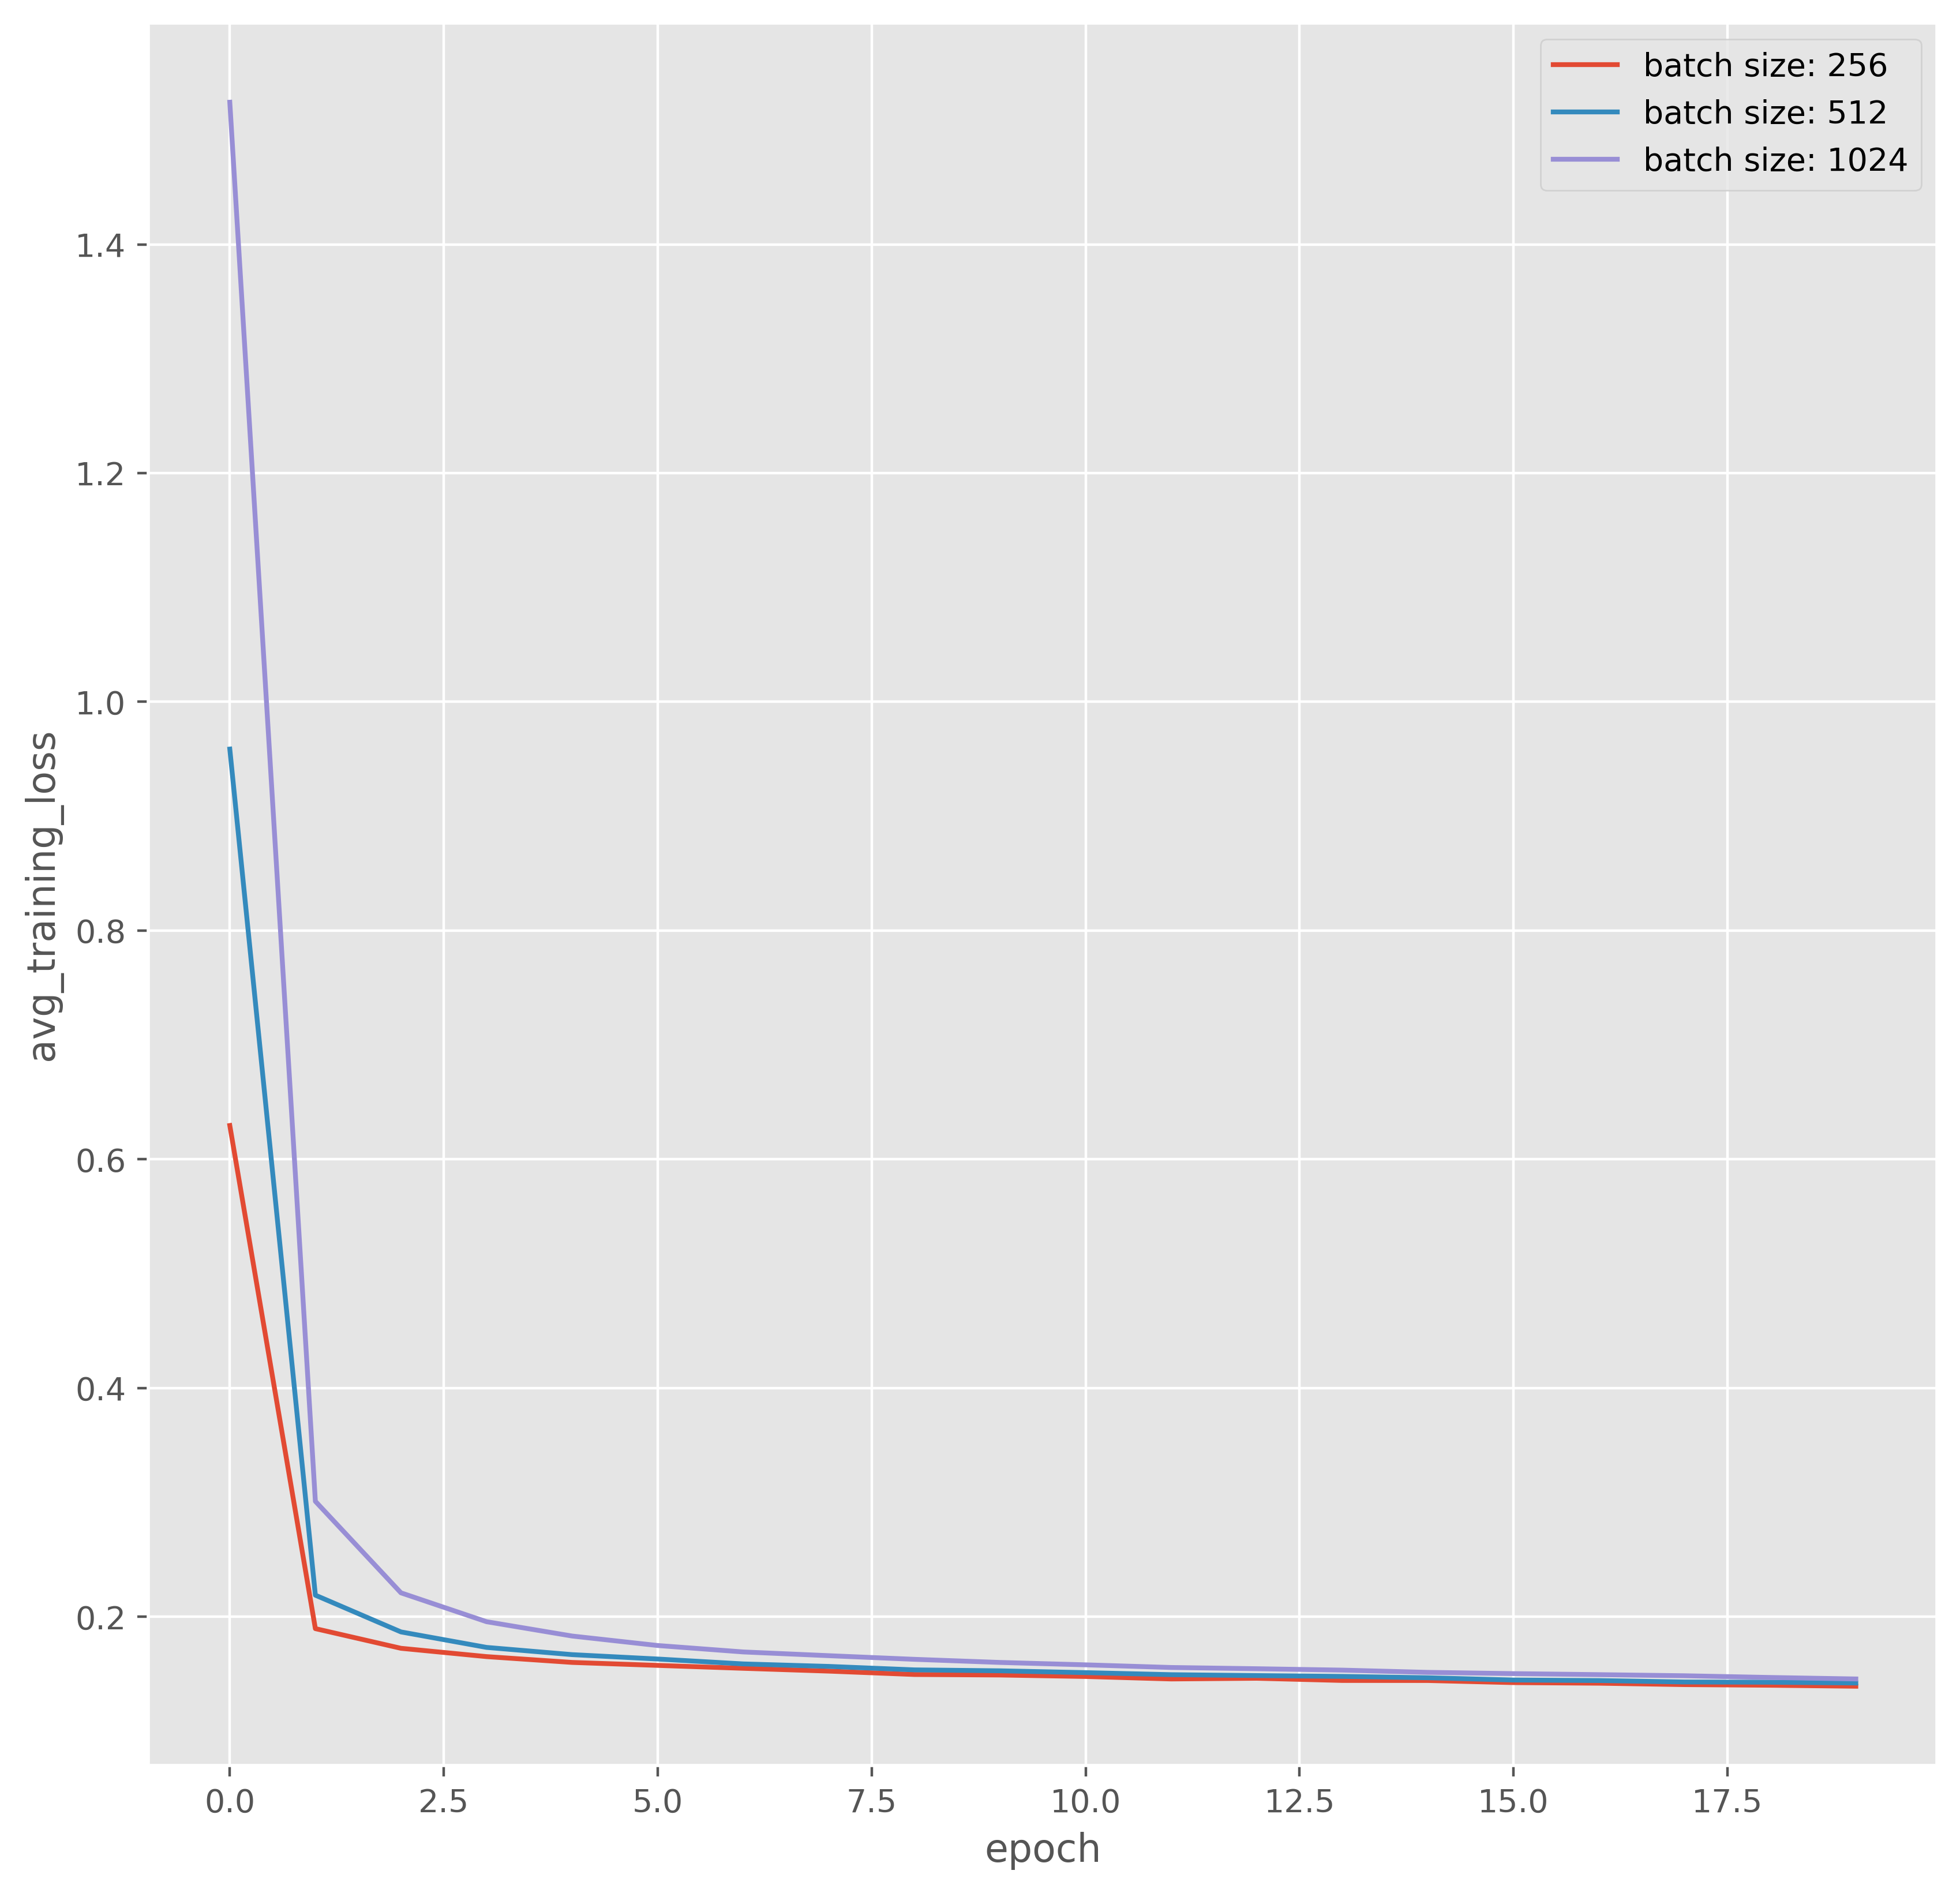 batch size: 256
batch size: 512
batch size: 1024
avg_training_loss
1.4
1.2
1.0
0.8
0.6
0.4
0.2
0.0 2.5 5.0 7.5 10.0 12.5 15.0 17.5
epoch